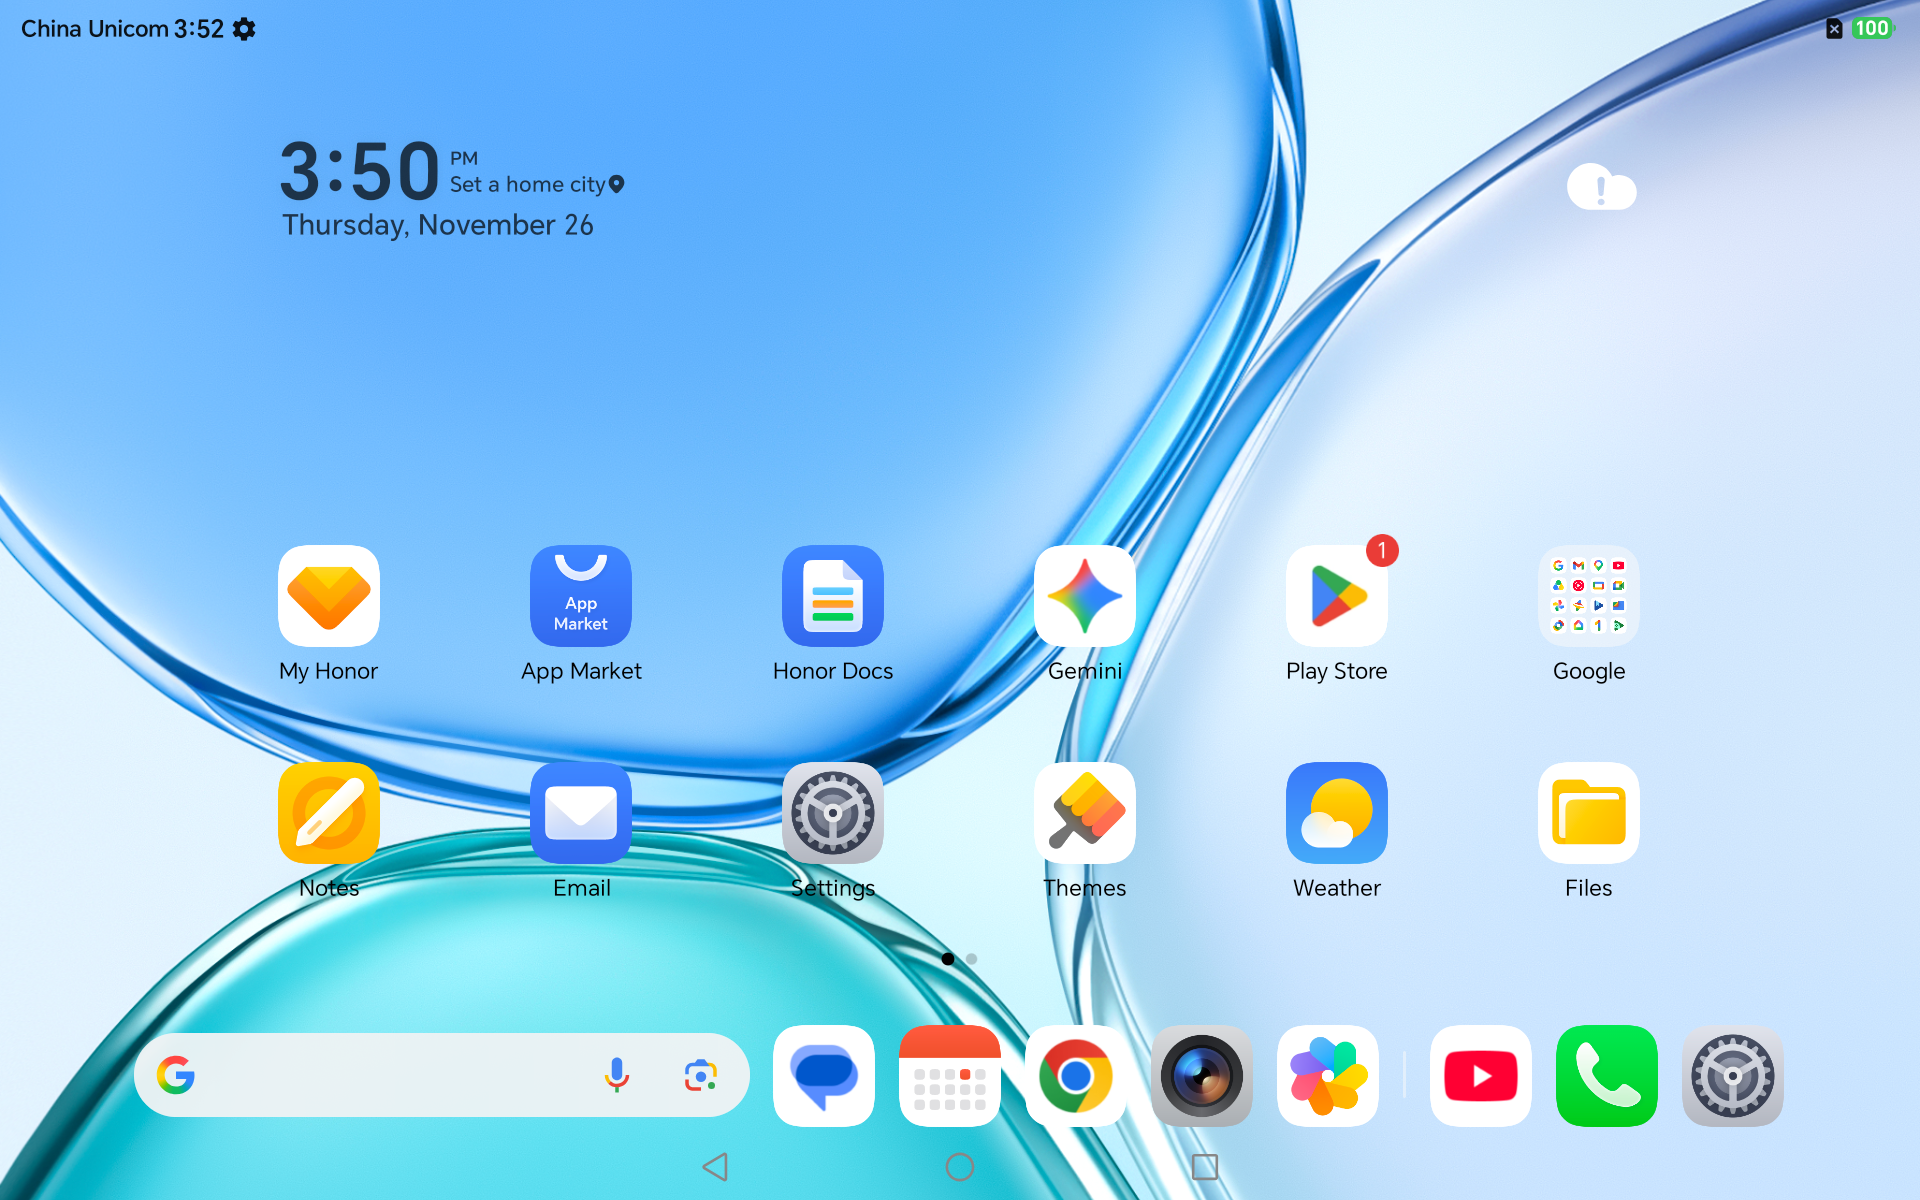 China Unicom 3:52
100
3:50 PM
Set a home city
Thursday, November 26
App
Market
1
My Honor
App Market
Honor Docs
Gemini
Play Store
Google
Notes
Email
Settings
Themes
Weather
Files